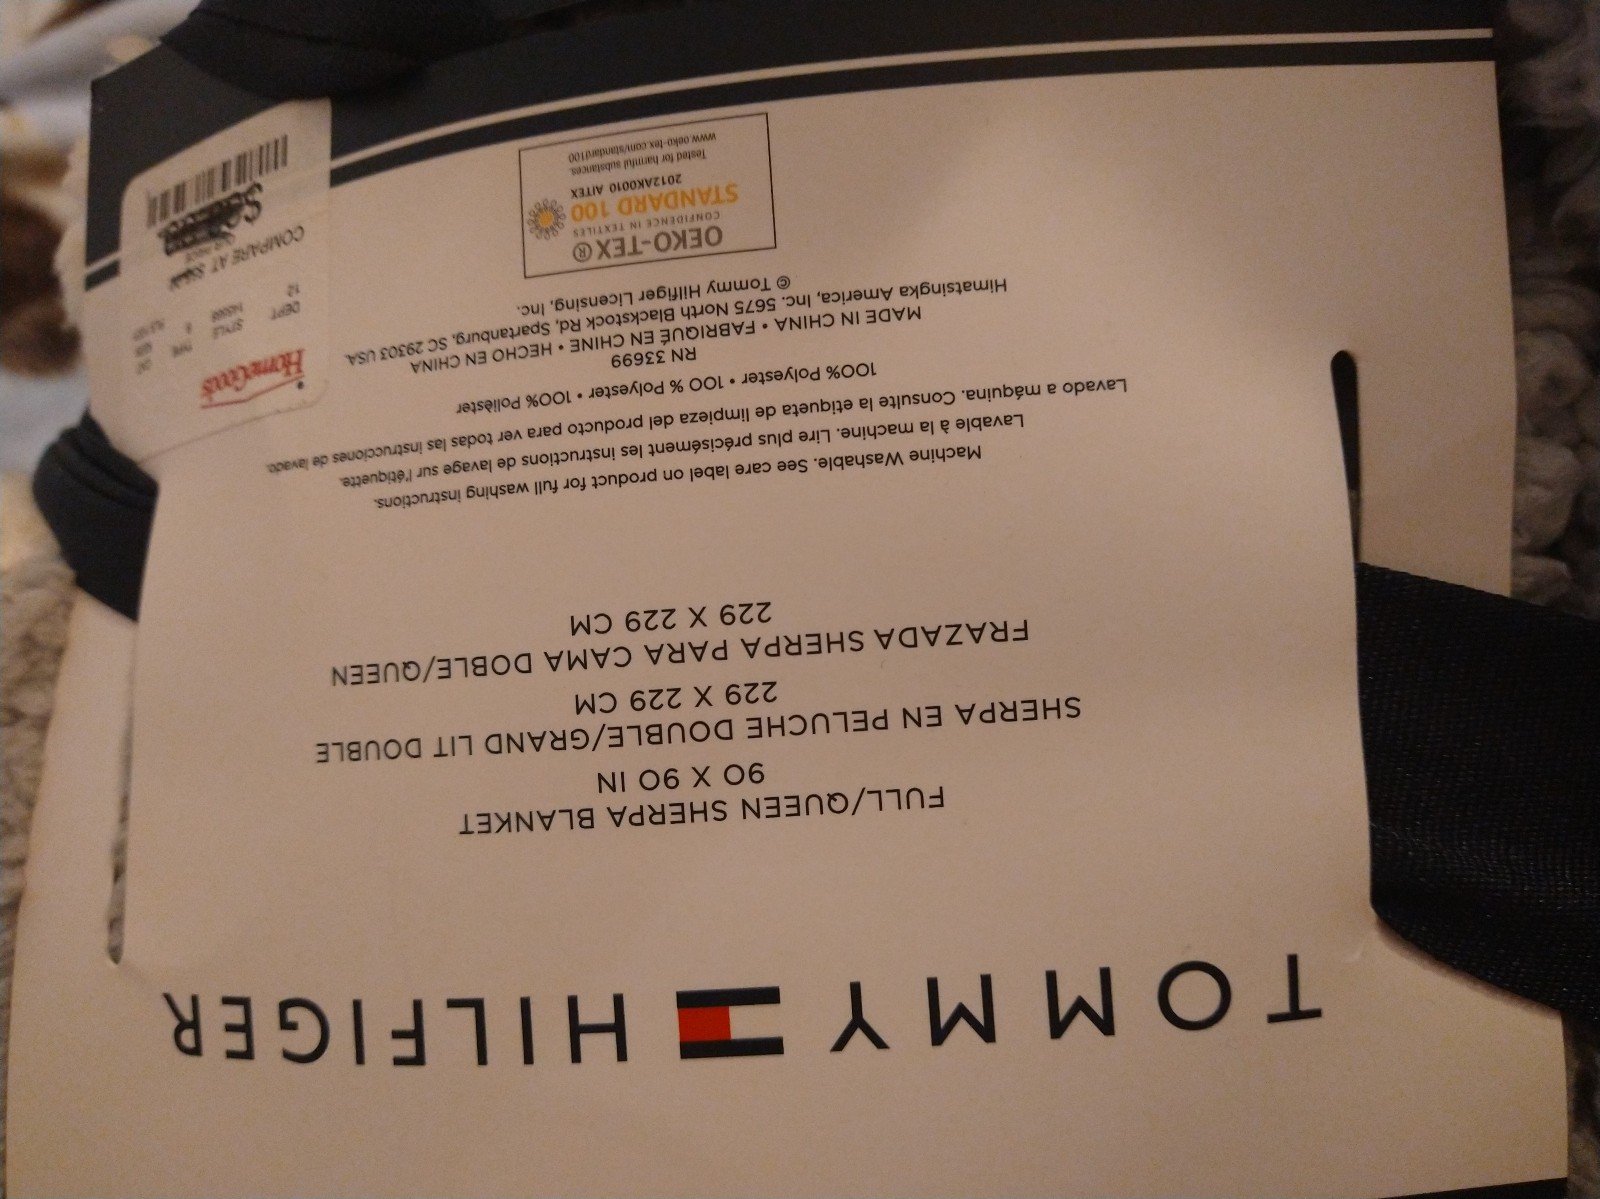 TOMMY HILFIGER
FULL/QUEEN SHERPA BLANKET
90 X 90 IN
SHERPA EN PELUCHE DOUBLE/GRAND LIT DOUBLE
229 X 229 CM
FRAZADA SHERPA PARA CAMA DOBLE/QUEEN
229 X 229 CM
Machine Washable. See care label on product for full washing instructions.
Lavable à la machine. Lire plus précisément les instructions de lavage sur l'étiquette.
Lavado a máquina. Consulte la etiqueta de limpieza del producto para ver todas las instrucciones de lavado.
100% Polyester • 100 % Polyester • 100% Poliéster
RN 33699
MADE IN CHINA • FABRIQUÉ EN CHINE • HECHO EN CHINA
Himatsingka America, Inc. 5675 North Blackstock Rd, Spartanburg, SC 29303 USA.
© Tommy Hilfiger Licensing, Inc.
OEKO-TEX®
CONFIDENCE IN TEXTILES
STANDARD 100
2012AK0010 AITEX
Tested for harmful substances.
www.oeko-tex.com/standard100
HomeGoods
DEPT STYLE TYPE
12
COMPARE AT